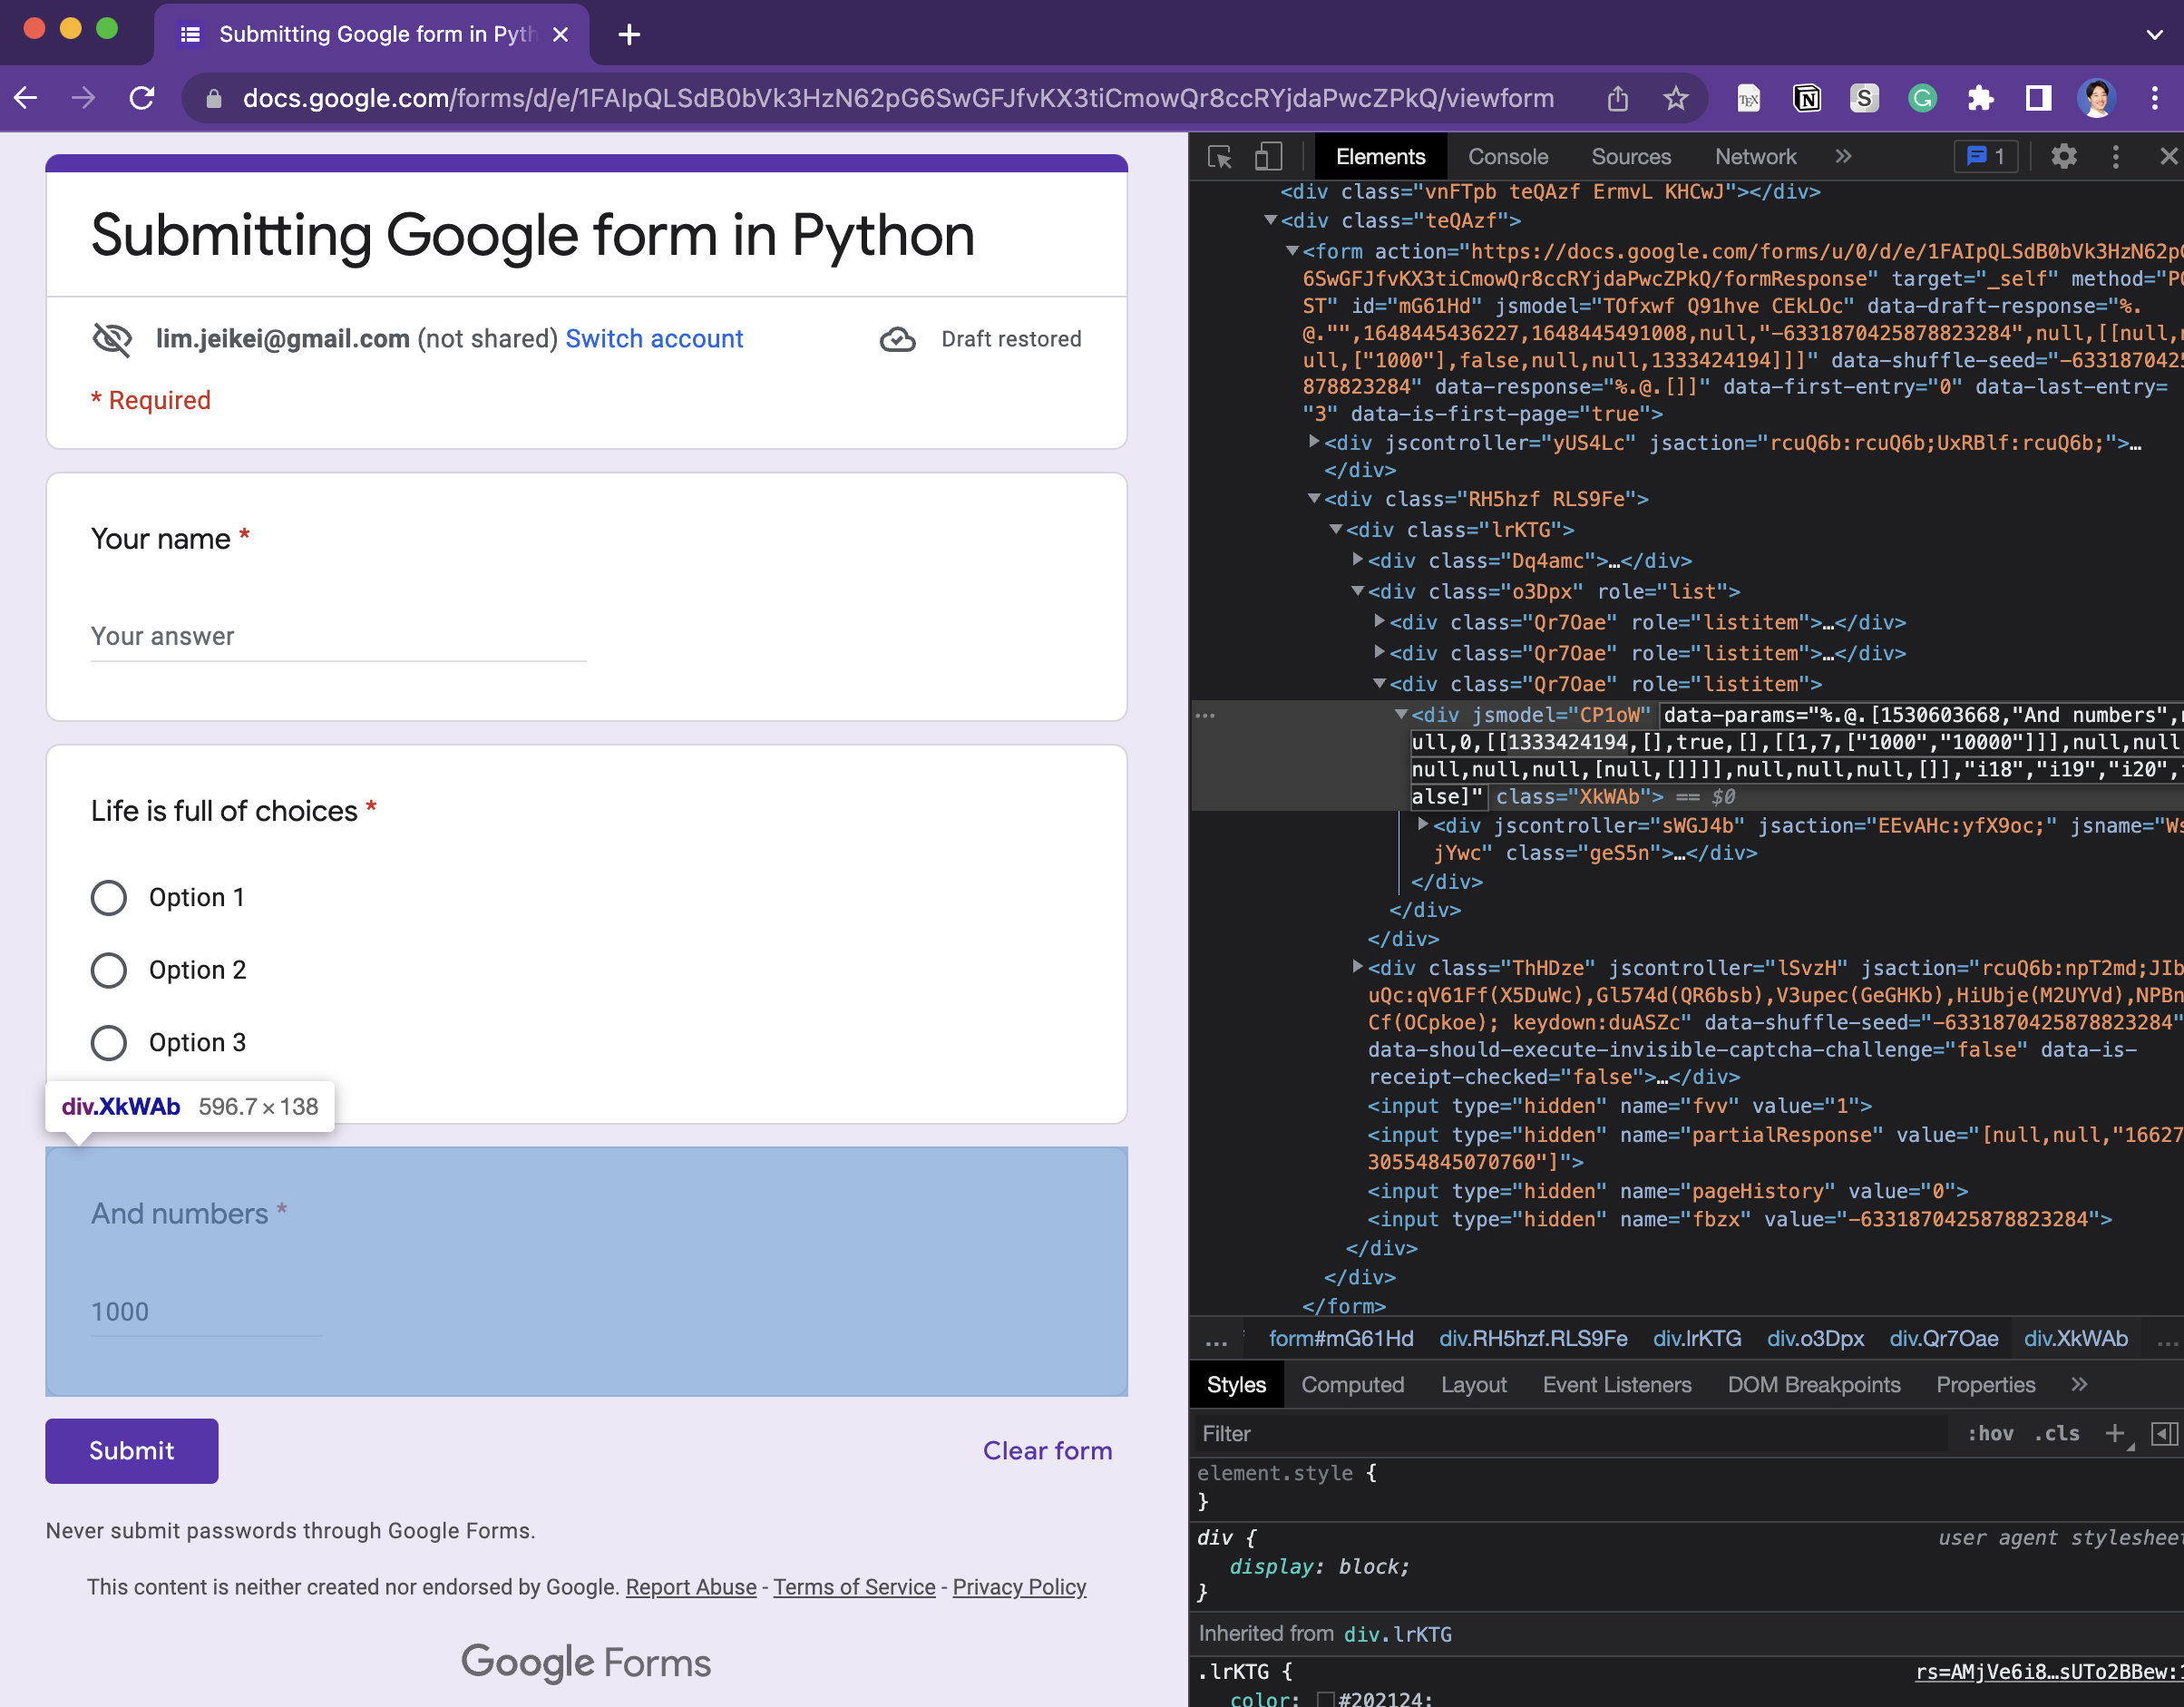 Submitting Google form in Pyth
docs.google.com/forms/d/e/1FAIpQLSdB0bVk3HzN62pG6SwGFJfvKX3tiCmowQr8ccRYjdaPwcZPkQ/viewform
Submitting Google form in Python
lim.jeikei@gmail.com (not shared) Switch account
Draft restored
* Required
Your name *
Your answer
Life is full of choices *
Option 1
Option 2
Option 3
div.XkWAb 596.7 × 138
And numbers *
1000
Submit
Clear form
Never submit passwords through Google Forms.
This content is neither created nor endorsed by Google. Report Abuse - Terms of Service - Privacy Policy
Google Forms
Elements Console Sources Network » 1
<div class="vnFTpb teQAzf ErmvL KHCwJ"></div>
<div class="teQAzf">
<form action="https://docs.google.com/forms/u/0/d/e/1FAIpQLSdB0bVk3HzN62p
6SwGFJfvKX3tiCmowQr8ccRYjdaPwcZPkQ/formResponse" target="_self" method="P
ST" id="mG61Hd" jsmodel="TOfxwf Q91hve CEkLOc" data-draft-response="%.
@."",1648445436227,1648445491008,null,"-6331870425878823284",null,[[null,n
ull,["1000"],false,null,null,1333424194]]]" data-shuffle-seed="-6331870425
878823284" data-response="%.@.[]]" data-first-entry="0" data-last-entry=
"3" data-is-first-page="true">
<div jscontroller="yUS4Lc" jsaction="rcuQ6b:rcuQ6b;UxRBlf:rcuQ6b;">…
</div>
<div class="RH5hzf RLS9Fe">
<div class="lrKTG">
<div class="Dq4amc">…</div>
<div class="o3Dpx" role="list">
<div class="Qr7Oae" role="listitem">…</div>
<div class="Qr7Oae" role="listitem">…</div>
<div class="Qr7Oae" role="listitem">
<div jsmodel="CP1oW" data-params="%.@.[1530603668,"And numbers",n
ull,0,[[1333424194,[],true,[],[[1,7,["1000","10000"]]],null,null
null,null,null,[null,[]]]],null,null,null,[]],"i18","i19","i20",
alse]" class="XkWAb"> == $0
<div jscontroller="sWGJ4b" jsaction="EEvAHc:yfX9oc;" jsname="Ws
jYwc" class="geS5n">…</div>
</div>
</div>
</div>
<div class="ThHDze" jscontroller="lSvzH" jsaction="rcuQ6b:npT2md;JIb
uQc:qV61Ff(X5DuWc),Gl574d(QR6bsb),V3upec(GeGHKb),HiUbje(M2UYVd),NPBn
Cf(OCpkoe); keydown:duASZc" data-shuffle-seed="-6331870425878823284"
data-should-execute-invisible-captcha-challenge="false" data-is-
receipt-checked="false">…</div>
<input type="hidden" name="fvv" value="1">
<input type="hidden" name="partialResponse" value="[null,null,"16627
30554845070760"]">
<input type="hidden" name="pageHistory" value="0">
<input type="hidden" name="fbzx" value="-6331870425878823284">
</div>
</div>
</form>
… form#mG61Hd div.RH5hzf.RLS9Fe div.lrKTG div.o3Dpx div.Qr7Oae div.XkWAb …
Styles Computed Layout Event Listeners DOM Breakpoints Properties »
Filter :hov .cls +
element.style {
}
div { user agent stylesheet
display: block;
}
Inherited from div.lrKTG
.lrKTG { rs=AMjVe6i8…sUTo2BBew:1
color: #202124;